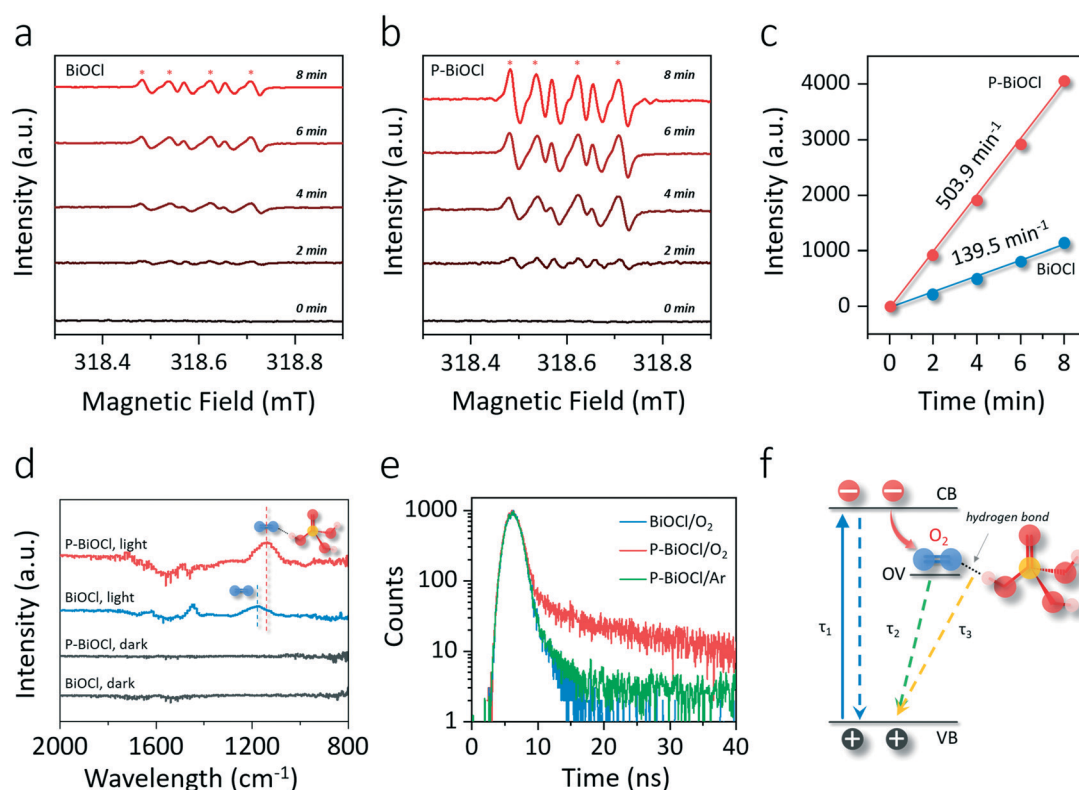 a
BiOCl
* * * *
8 min
6 min
4 min
2 min
0 min
318.4 318.6 318.8
Magnetic Field (mT)
Intensity (a.u.)
b
P-BiOCl
* * * *
8 min
6 min
4 min
2 min
0 min
318.4 318.6 318.8
Magnetic Field (mT)
Intensity (a.u.)
c
4000
3000
2000
1000
0
P-BiOCl
503.9 min⁻¹
139.5 min⁻¹
BiOCl
0 2 4 6 8
Time (min)
Intensity (a.u.)
d
P-BiOCl, light
BiOCl, light
P-BiOCl, dark
BiOCl, dark
2000 1600 1200 800
Wavelength (cm⁻¹)
Intensity (a.u.)
e
1000
100
10
1
BiOCl/O₂
P-BiOCl/O₂
P-BiOCl/Ar
0 10 20 30 40
Time (ns)
Counts
f
CB
hydrogen bond
O₂
OV
τ₁
τ₂
τ₃
VB